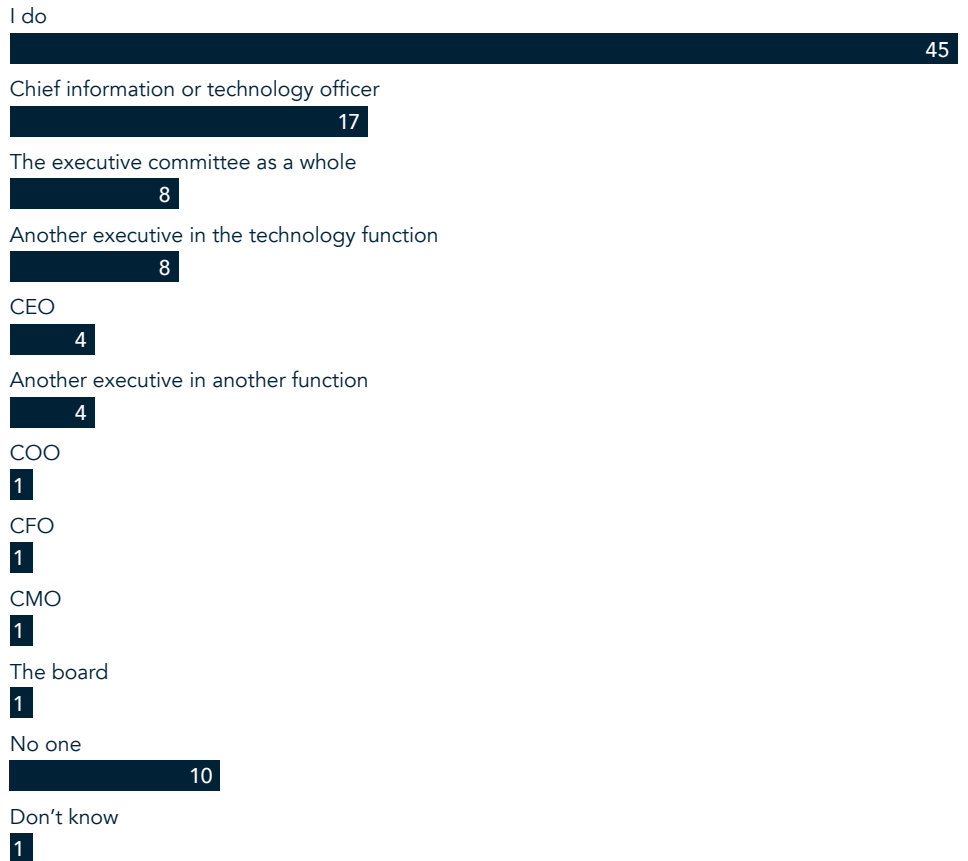 I do
45
Chief information or technology officer
17
The executive committee as a whole
8
Another executive in the technology function
8
CEO
4
Another executive in another function
4
COO
1
CFO
1
CMO
1
The board
1
No one
10
Don’t know
1